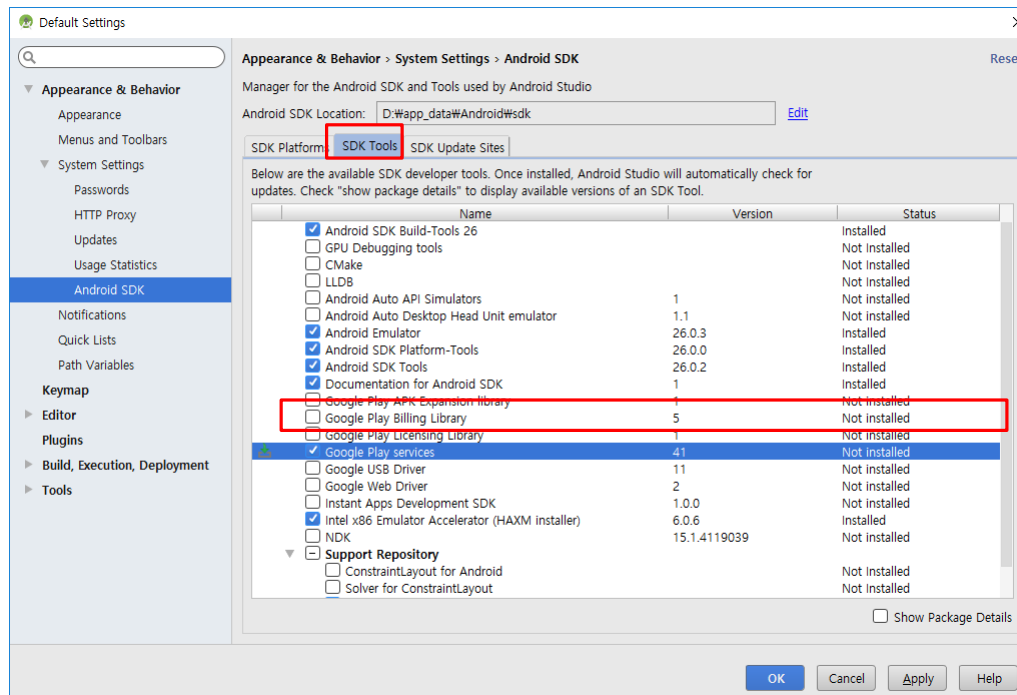 Default Settings
Appearance & Behavior › System Settings › Android SDK
Rese
Manager for the Android SDK and Tools used by Android Studio
Android SDK Location: D:₩app_data₩Android₩sdk Edit
Appearance & Behavior
Appearance
Menus and Toolbars
System Settings
Passwords
HTTP Proxy
Updates
Usage Statistics
Android SDK
Notifications
Quick Lists
Path Variables
Keymap
Editor
Plugins
Build, Execution, Deployment
Tools
SDK Platforms SDK Tools SDK Update Sites
Below are the available SDK developer tools. Once installed, Android Studio will automatically check for
updates. Check "show package details" to display available versions of an SDK Tool.
Name Version Status
Android SDK Build-Tools 26 Installed
GPU Debugging tools Not Installed
CMake Not Installed
LLDB Not Installed
Android Auto API Simulators 1 Not installed
Android Auto Desktop Head Unit emulator 1.1 Not installed
Android Emulator 26.0.3 Installed
Android SDK Platform-Tools 26.0.0 Installed
Android SDK Tools 26.0.2 Installed
Documentation for Android SDK 1 Installed
Google Play APK Expansion library 1 Not installed
Google Play Billing Library 5 Not installed
Google Play Licensing Library 1 Not installed
Google Play services 41 Not installed
Google USB Driver 11 Not installed
Google Web Driver 2 Not installed
Instant Apps Development SDK 1.0.0 Not installed
Intel x86 Emulator Accelerator (HAXM installer) 6.0.6 Installed
NDK 15.1.4119039 Not installed
Support Repository
ConstraintLayout for Android Not Installed
Solver for ConstraintLayout Not Installed
Show Package Details
OK Cancel Apply Help